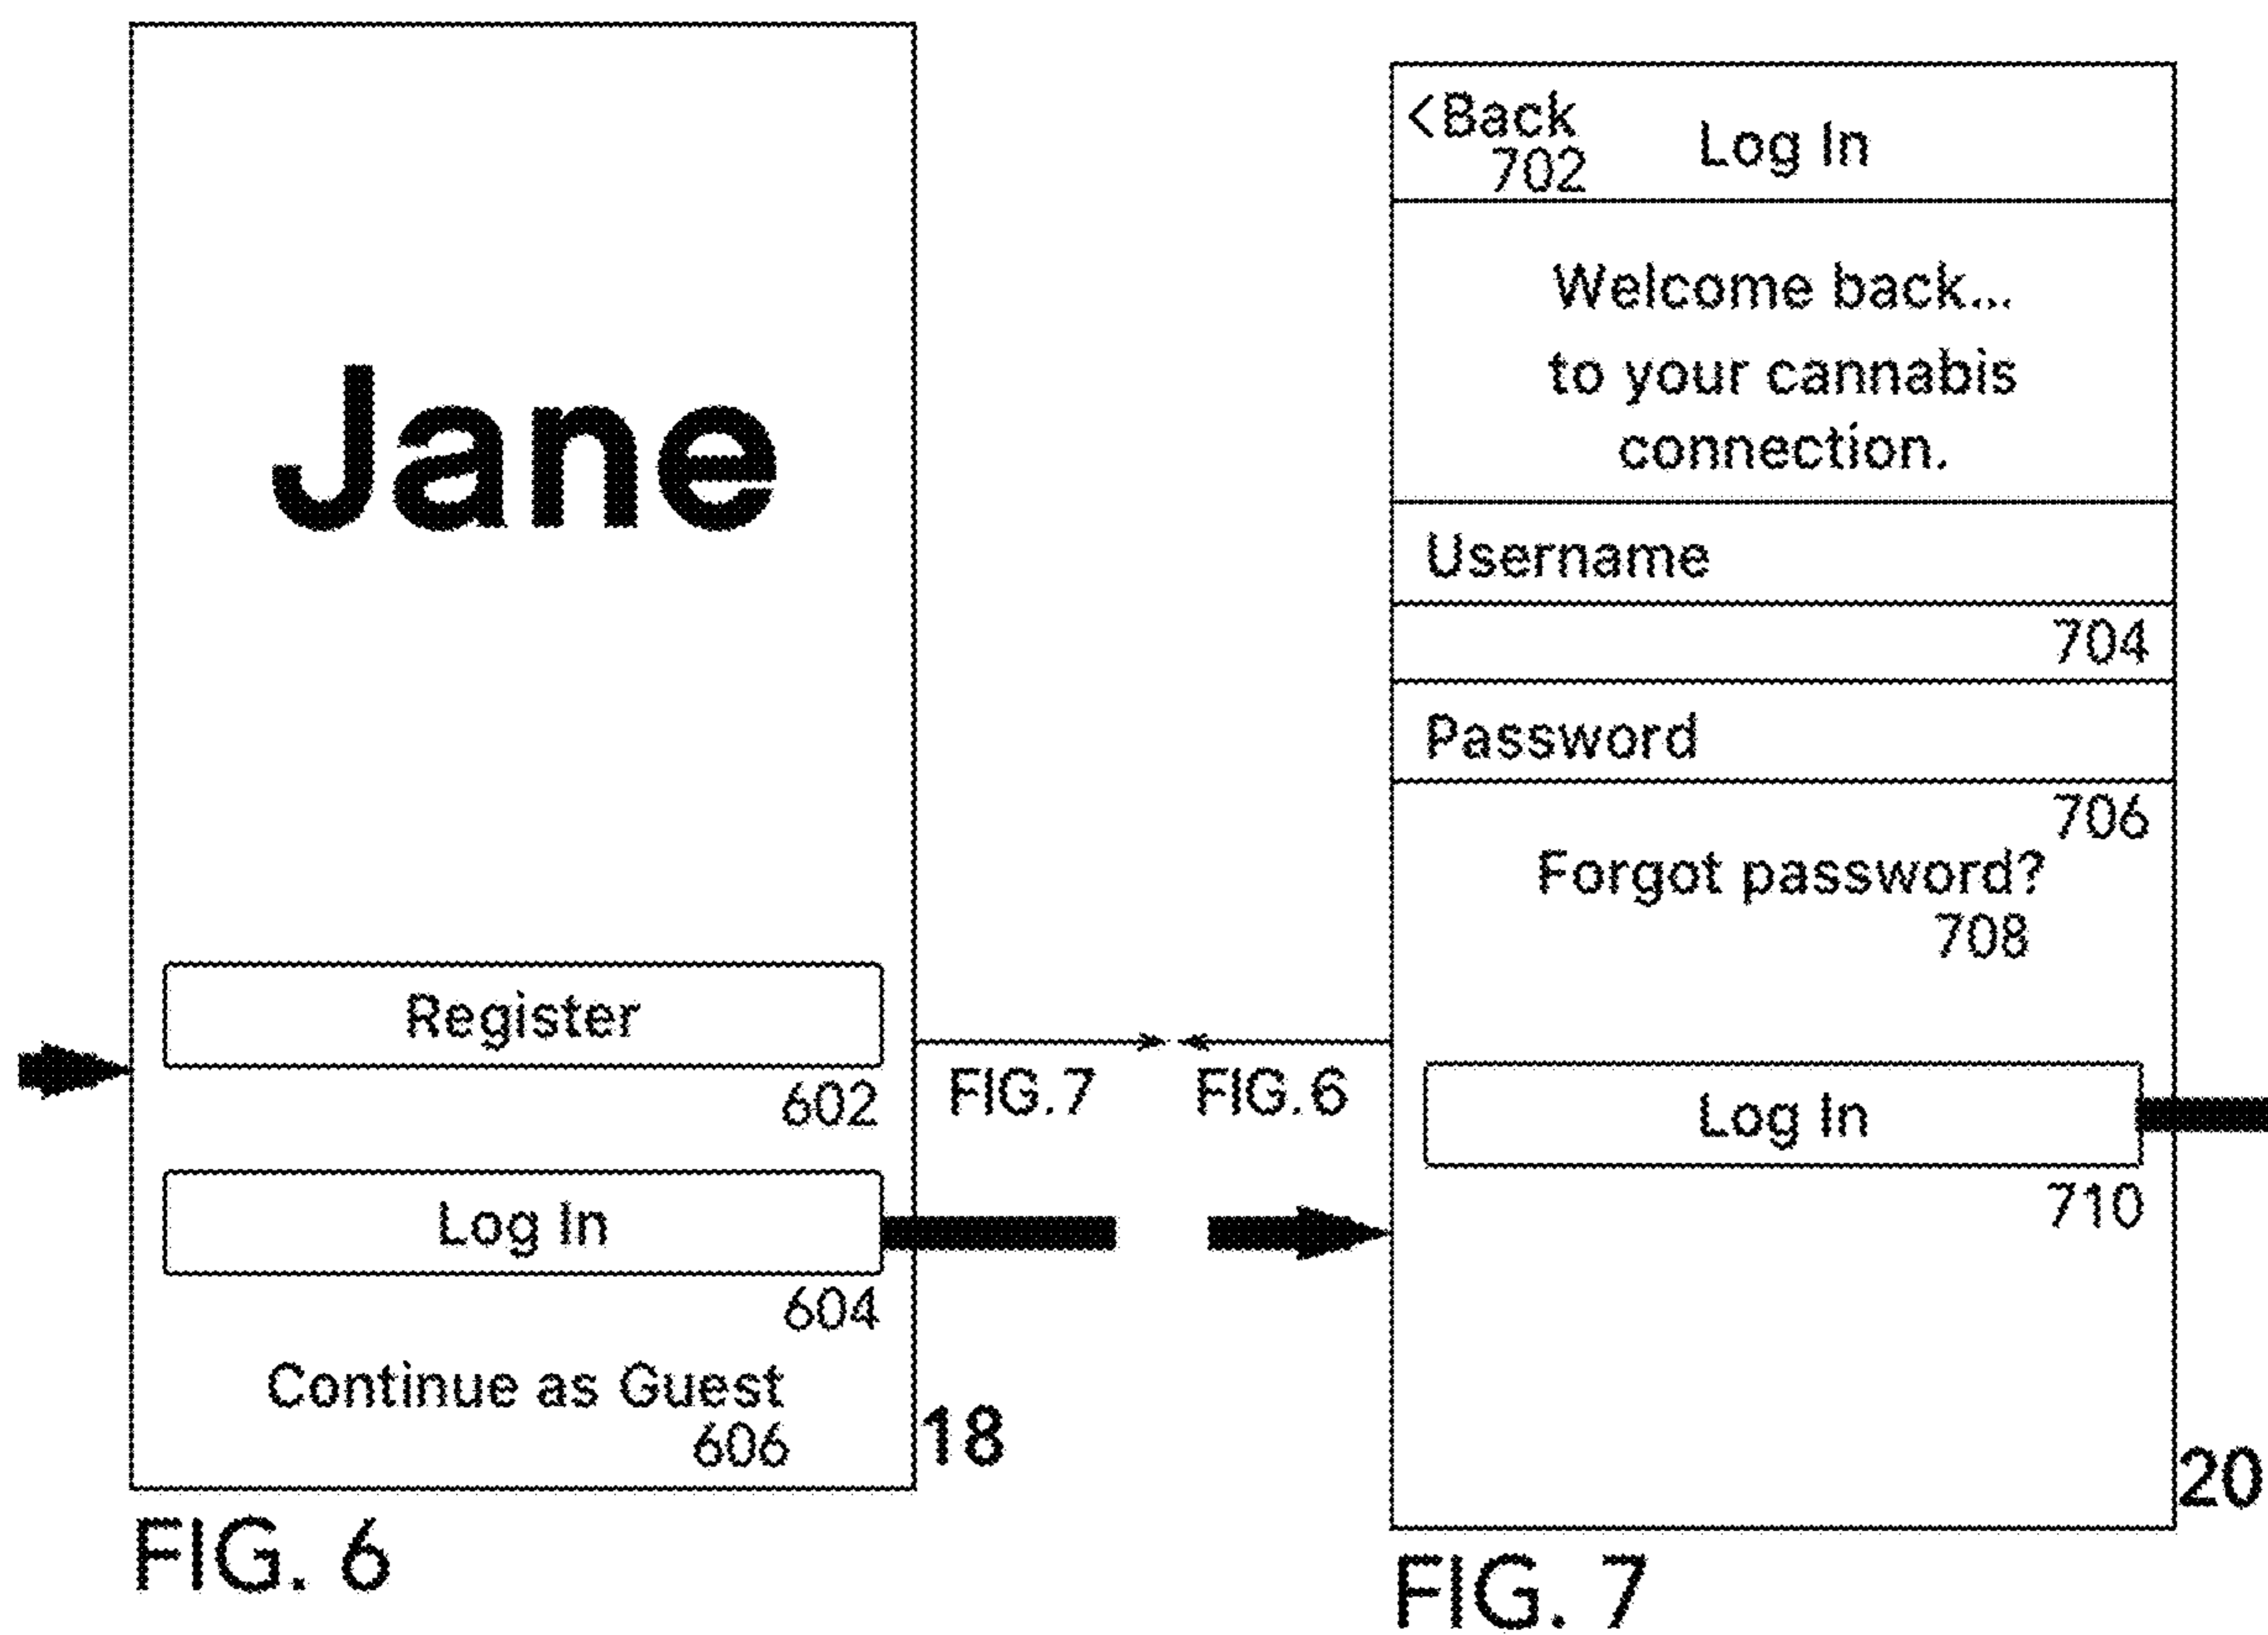 Jane
Register
602
Log In
604
Continue as Guest
606
18
FIG. 6
FIG. 7
FIG. 6
<Back
702
Log In
Welcome back...
to your cannabis
connection.
Username
704
Password
706
Forgot password?
708
Log In
710
20
FIG. 7